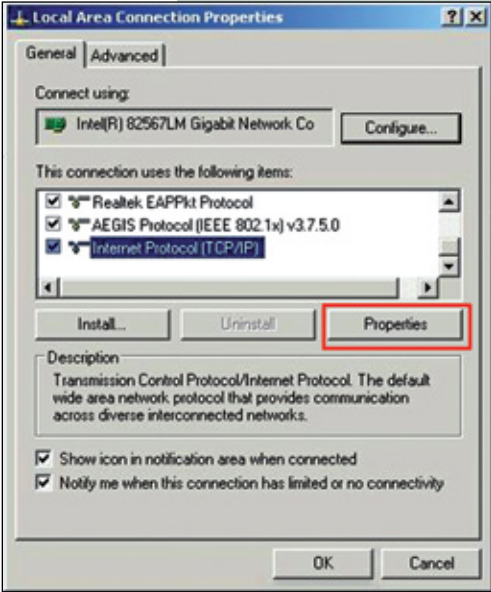 Local Area Connection Properties
General
Advanced
Connect using:
Intel(R) 82567LM Gigabit Network Co
Configure...
This connection uses the following items:
Realtek EAPPkt Protocol
AEGIS Protocol (IEEE 802.1x) v3.7.5.0
Internet Protocol (TCP/IP)
Install...
Uninstall
Properties
Description
Transmission Control Protocol/Internet Protocol. The default
wide area network protocol that provides communication
across diverse interconnected networks.
Show icon in notification area when connected
Notify me when this connection has limited or no connectivity
OK
Cancel